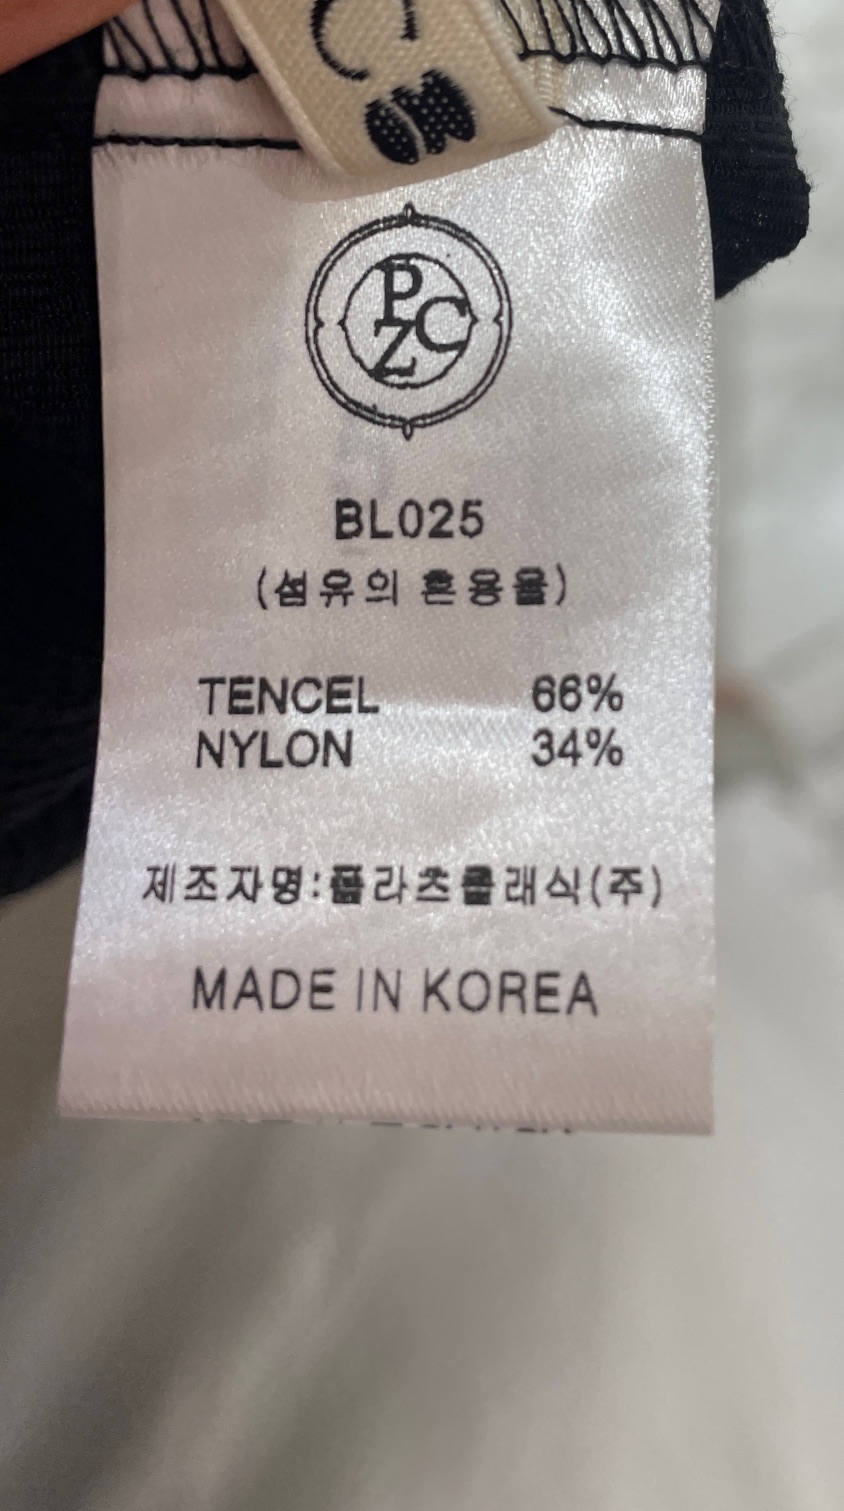 C
P
C
Z
BL025
(섬유의 혼용율)
TENCEL 66%
NYLON 34%
제조자명:플라츠클래식(주)
MADE IN KOREA